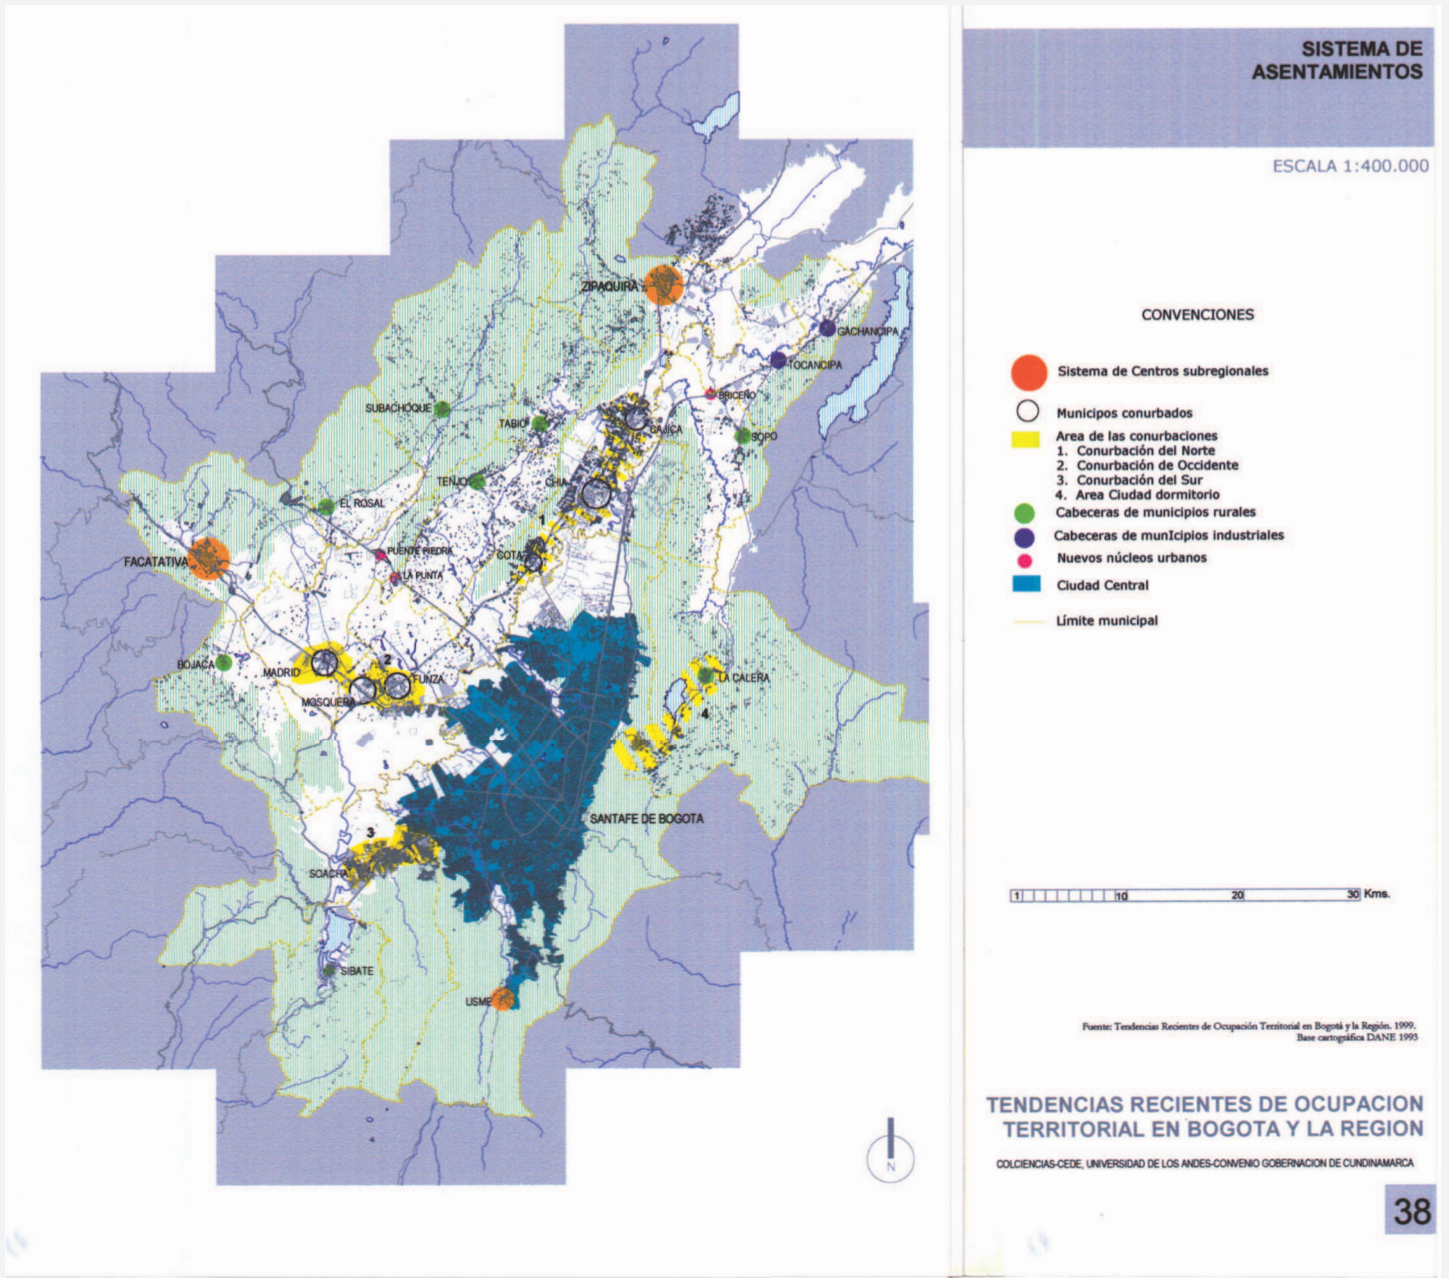 SISTEMA DE
ASENTAMIENTOS
ESCALA 1:400.000
CONVENCIONES
Sistema de Centros subregionales
Municipos conurbados
Area de las conurbaciones
1. Conurbación del Norte
2. Conurbación de Occidente
3. Conurbación del Sur
4. Area Ciudad dormitorio
Cabeceras de municipios rurales
Cabeceras de munIcipios industriales
Nuevos núcleos urbanos
Ciudad Central
Límite municipal
1 10 20 30 Kms.
Fuente: Tendencias Recientes de Ocupación Territorial en Bogotá y la Región. 1999.
Base cartográfica DANE 1993
TENDENCIAS RECIENTES DE OCUPACION
TERRITORIAL EN BOGOTA Y LA REGION
COLCIENCIAS-CEDE, UNIVERSIDAD DE LOS ANDES-CONVENIO GOBERNACION DE CUNDINAMARCA
38
ZIPAQUIRA
GACHANCIPA
TOCANCIPA
BRICEÑO
SUBACHOQUE
TABIO
CAJICA
SOPO
TENJO
CHIA
EL ROSAL
1
PUENTE PIEDRA
COTA
FACATATIVA
LA PUNTA
BOJACA
MADRID
2
FUNZA
LA CALERA
MOSQUERA
4
SANTAFE DE BOGOTA
3
SOACHA
SIBATE
USME
N